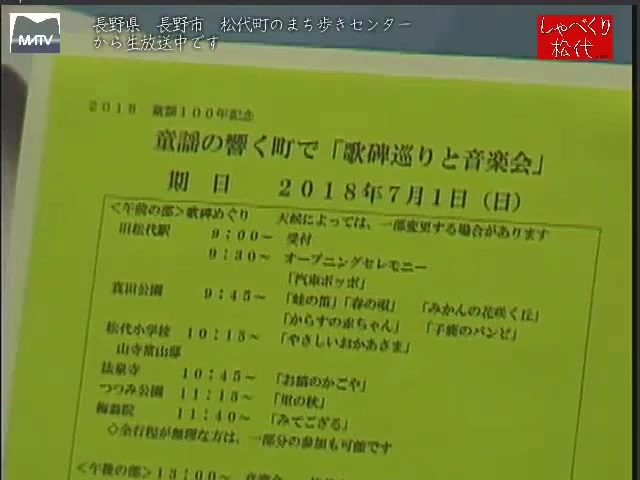 MATV
長野県 長野市 松代町のまち歩きセンター
から生放送中です
しゃべくり
松代
2018 童謡100年記念
童謡の響く町で「歌碑巡りと音楽会」
期 日 2018年7月1日(日)
<午前の部>歌碑めぐり 天候によっては、一部変更する場合があります
旧松代駅 9:00~ 受付
9:30~ オープニングセレモニー
「汽車ポッポ」
真田公園 9:45~ 「蛙の笛」「春の唄」 「みかんの花咲く丘」
「からすの赤ちゃん」 「子鹿のバンビ」
松代小学校 10:15~ 「やさしいおかあさま」
山寺常山邸
法泉寺 10:45~ 「お猿のかごや」
つつみ公園 11:15~ 「里の秋」
梅翁院 11:40~ 「みてござる」
◇全行程が無理な方は、一部分の参加も可能です
<午後の部>13:00~ 音楽会